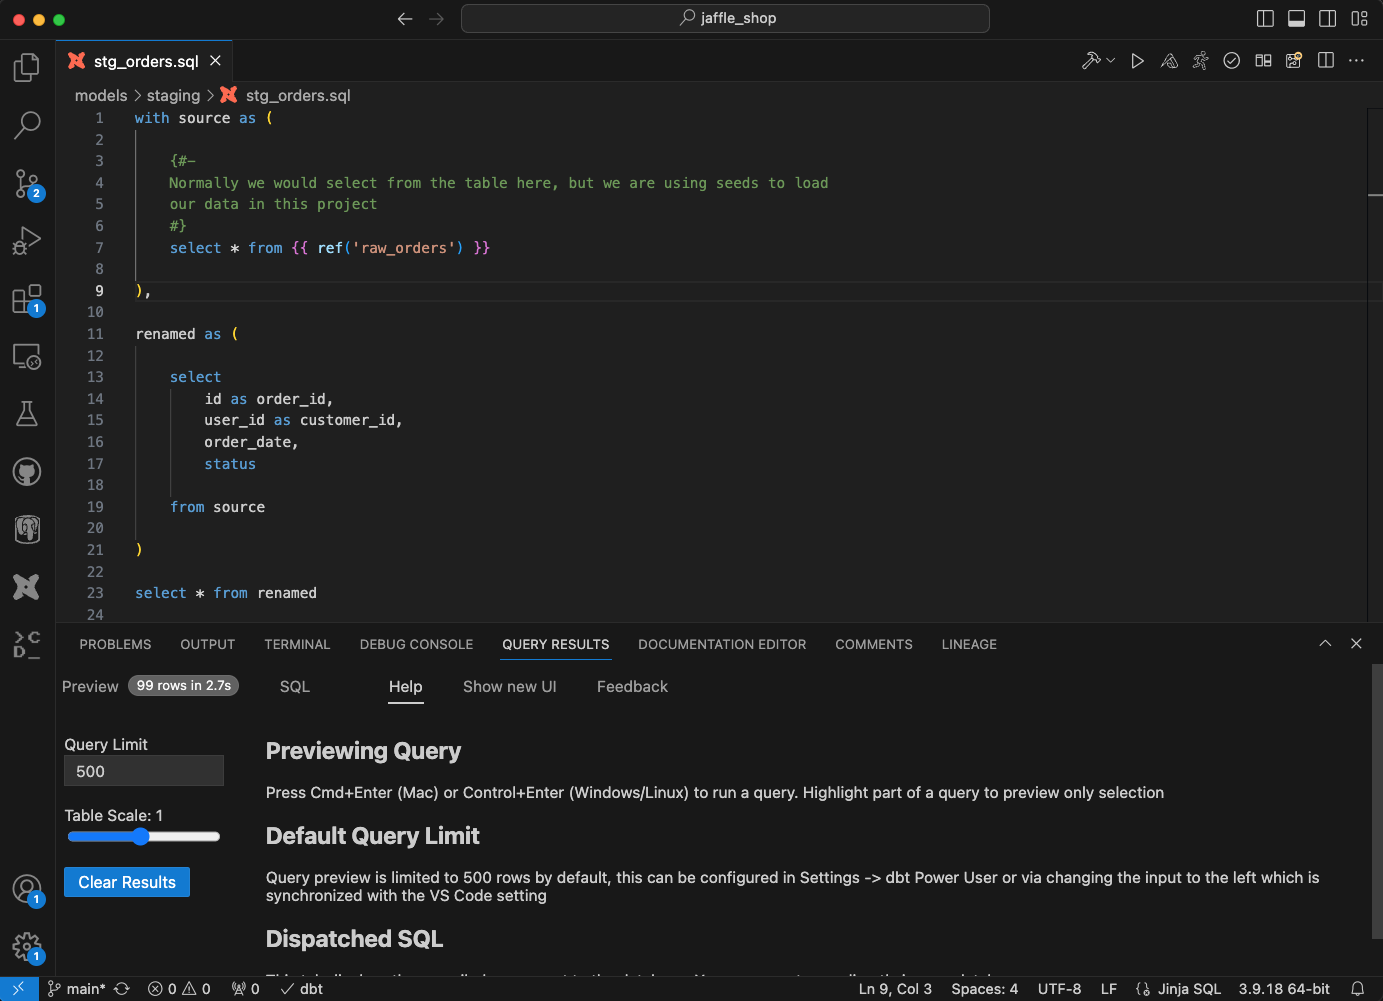 jaffle_shop
stg_orders.sql
models > staging > stg_orders.sql
1 with source as (
2
3 {#-
4 Normally we would select from the table here, but we are using seeds to load
5 our data in this project
6 #}
7 select * from {{ ref('raw_orders') }}
8
9 ),
10
11 renamed as (
12
13 select
14 id as order_id,
15 user_id as customer_id,
16 order_date,
17 status
18
19 from source
20
21 )
22
23 select * from renamed
24
2
1
PROBLEMS OUTPUT TERMINAL DEBUG CONSOLE QUERY RESULTS DOCUMENTATION EDITOR COMMENTS LINEAGE
Preview 99 rows in 2.7s SQL Help Show new UI Feedback
Query Limit
500
Table Scale: 1
Clear Results
Previewing Query
Press Cmd+Enter (Mac) or Control+Enter (Windows/Linux) to run a query. Highlight part of a query to preview only selection
Default Query Limit
Query preview is limited to 500 rows by default, this can be configured in Settings -> dbt Power User or via changing the input to the left which is
synchronized with the VS Code setting
Dispatched SQL
1
1
main* 0 0 0 dbt Ln 9, Col 3 Spaces: 4 UTF-8 LF Jinja SQL 3.9.18 64-bit